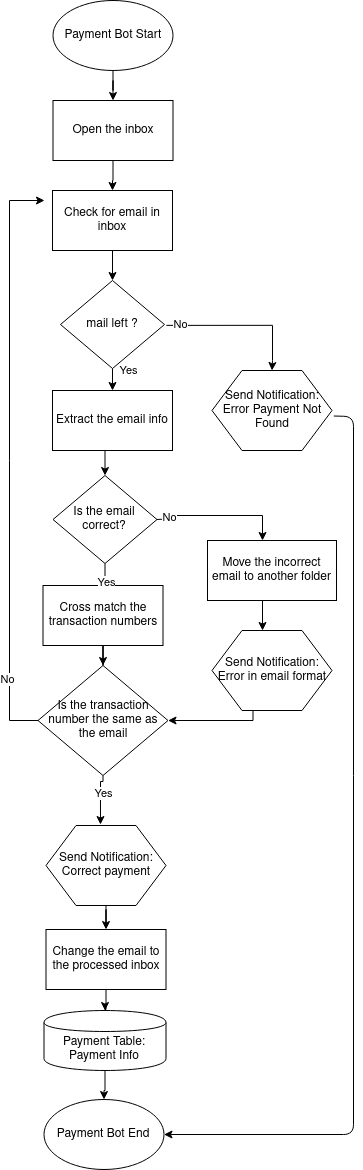 Payment Bot Start
Open the inbox
Check for email in
inbox
mail left ?
No
Yes
Send Notification:
Error Payment Not
Found
Extract the email info
Is the email
correct?
No
Yes
Move the incorrect
email to another folder
Cross match the
transaction numbers
Send Notification:
Error in email format
No
Is the transaction
number the same as
the email
Yes
Send Notification:
Correct payment
Change the email to
the processed inbox
Payment Table:
Payment Info
Payment Bot End